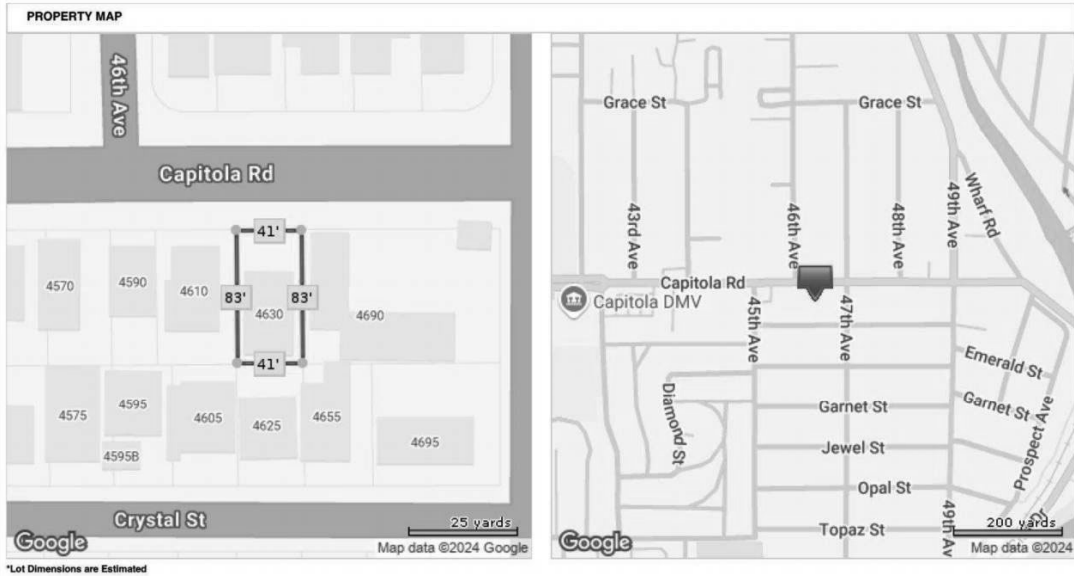 PROPERTY MAP
46th Ave
Capitola Rd
41'
4570
4590
4610
83'
83'
4630
4690
41'
4575
4595
4605
4625
4655
4695
4595B
Crystal St
25 yards
Google
Map data ©2024 Google
Grace St
Grace St
43rd Ave
46th Ave
48th Ave
49th Ave
Wharf Rd
Capitola Rd
Capitola DMV
45th Ave
47th Ave
Emerald St
Diamond St
Garnet St
Garnet St
Prospect Ave
Jewel St
Opal St
49th Av
Dr
Topaz St
200 yards
Google
Map data ©2024
*Lot Dimensions are Estimated